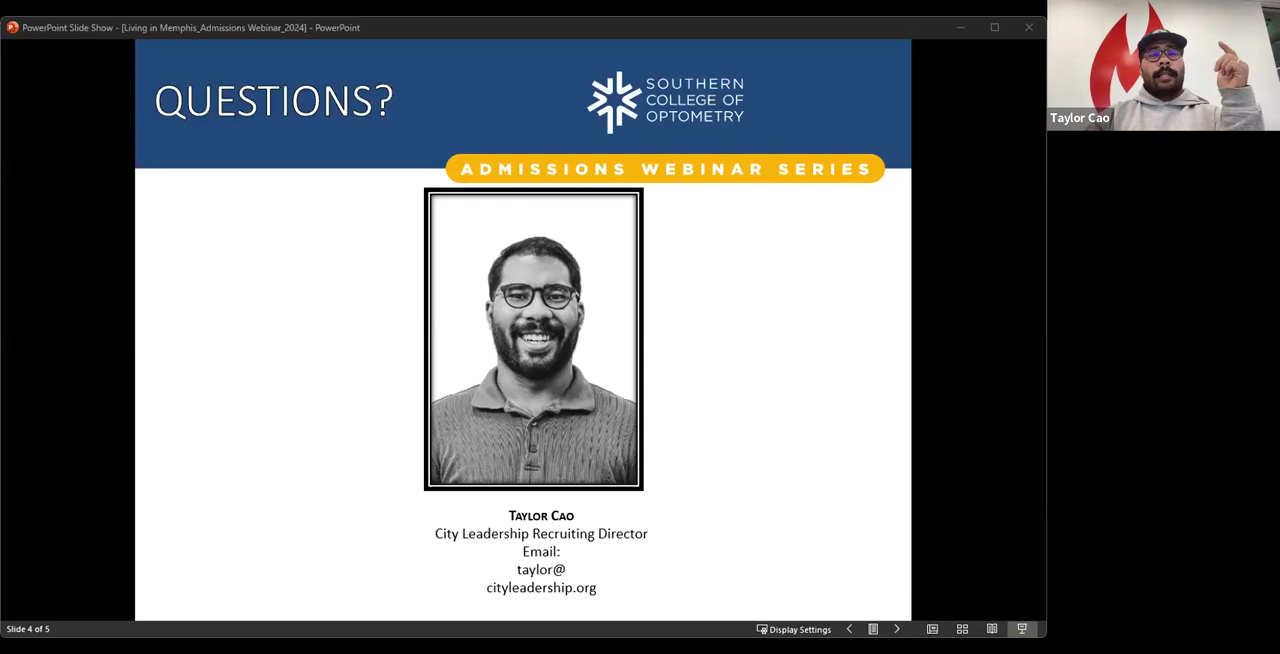 PowerPoint Slide Show - [Living in Memphis_Admissions Webinar_2024] - PowerPoint
QUESTIONS?
SOUTHERN
COLLEGE OF
OPTOMETRY
ADMISSIONS WEBINAR SERIES
Taylor Cao
TAYLOR CAO
City Leadership Recruiting Director
Email:
taylor@
cityleadership.org
Slide 4 of 5
Display Settings